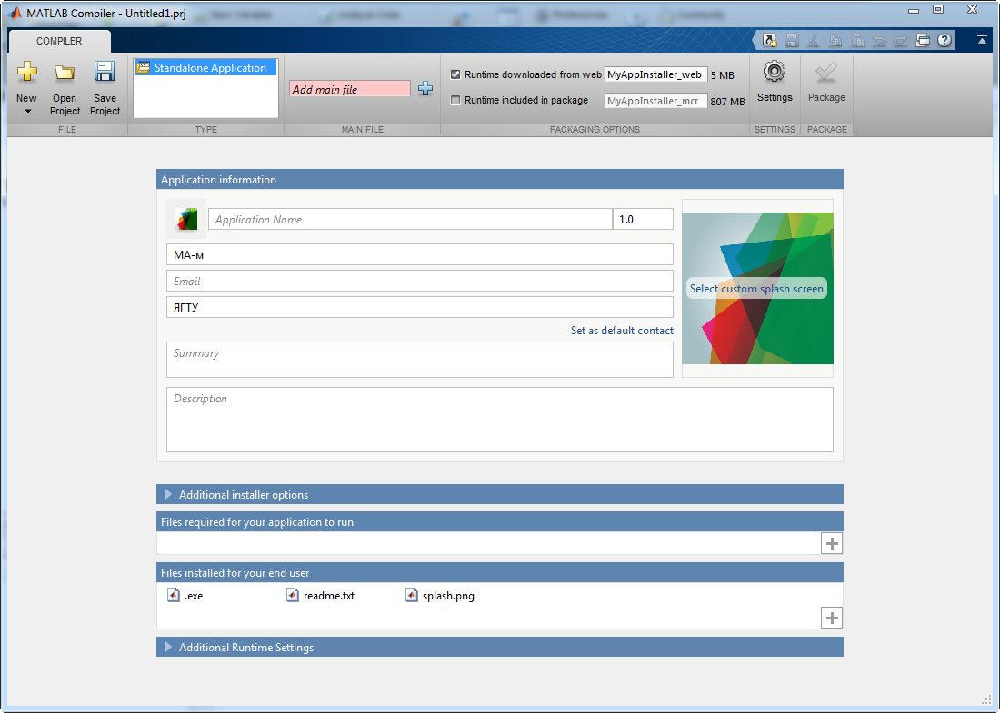 MATLAB Compiler - Untitled1.prj
COMPILER
New
Open Project
Save Project
FILE
Standalone Application
TYPE
Add main file
MAIN FILE
Runtime downloaded from web MyAppInstaller_web 5 MB
Runtime included in package MyAppInstaller_mcr 807 MB
PACKAGING OPTIONS
Settings
SETTINGS
Package
PACKAGE
Application information
Application Name 1.0
МА-м
Email
ЯГТУ
Set as default contact
Select custom splash screen
Summary
Description
Additional installer options
Files required for your application to run
Files installed for your end user
.exe readme.txt splash.png
Additional Runtime Settings